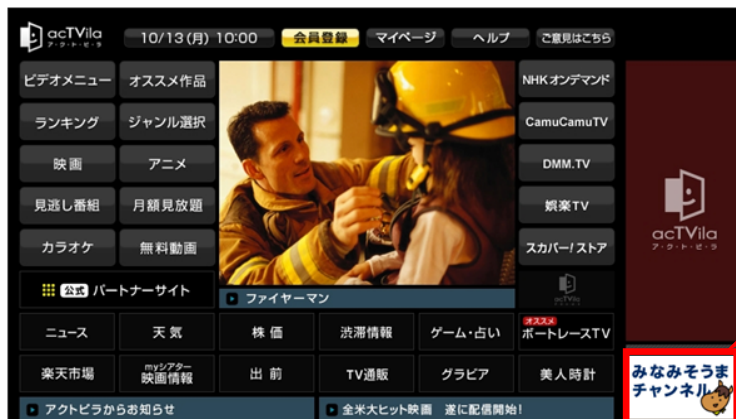 acTVila
ア・ク・ト・ビ・ラ
10/13(月) 10:00
会員登録
マイページ
ヘルプ
ご意見はこちら
ビデオメニュー
オススメ作品
NHKオンデマンド
ランキング
ジャンル選択
CamuCamuTV
映画
アニメ
DMM.TV
見逃し番組
月額見放題
娯楽TV
カラオケ
無料動画
スカパー!ストア
acTVila
ア・ク・ト・ビ・ラ
公式 パートナーサイト
ファイヤーマン
acTVila
ニュース
天気
株価
渋滞情報
ゲーム・占い
オススメ
ボートレースTV
楽天市場
myシアター
映画情報
出前
TV通販
グラビア
美人時計
みなみそうま
チャンネル
アクトビラからお知らせ
全米大ヒット映画 遂に配信開始!